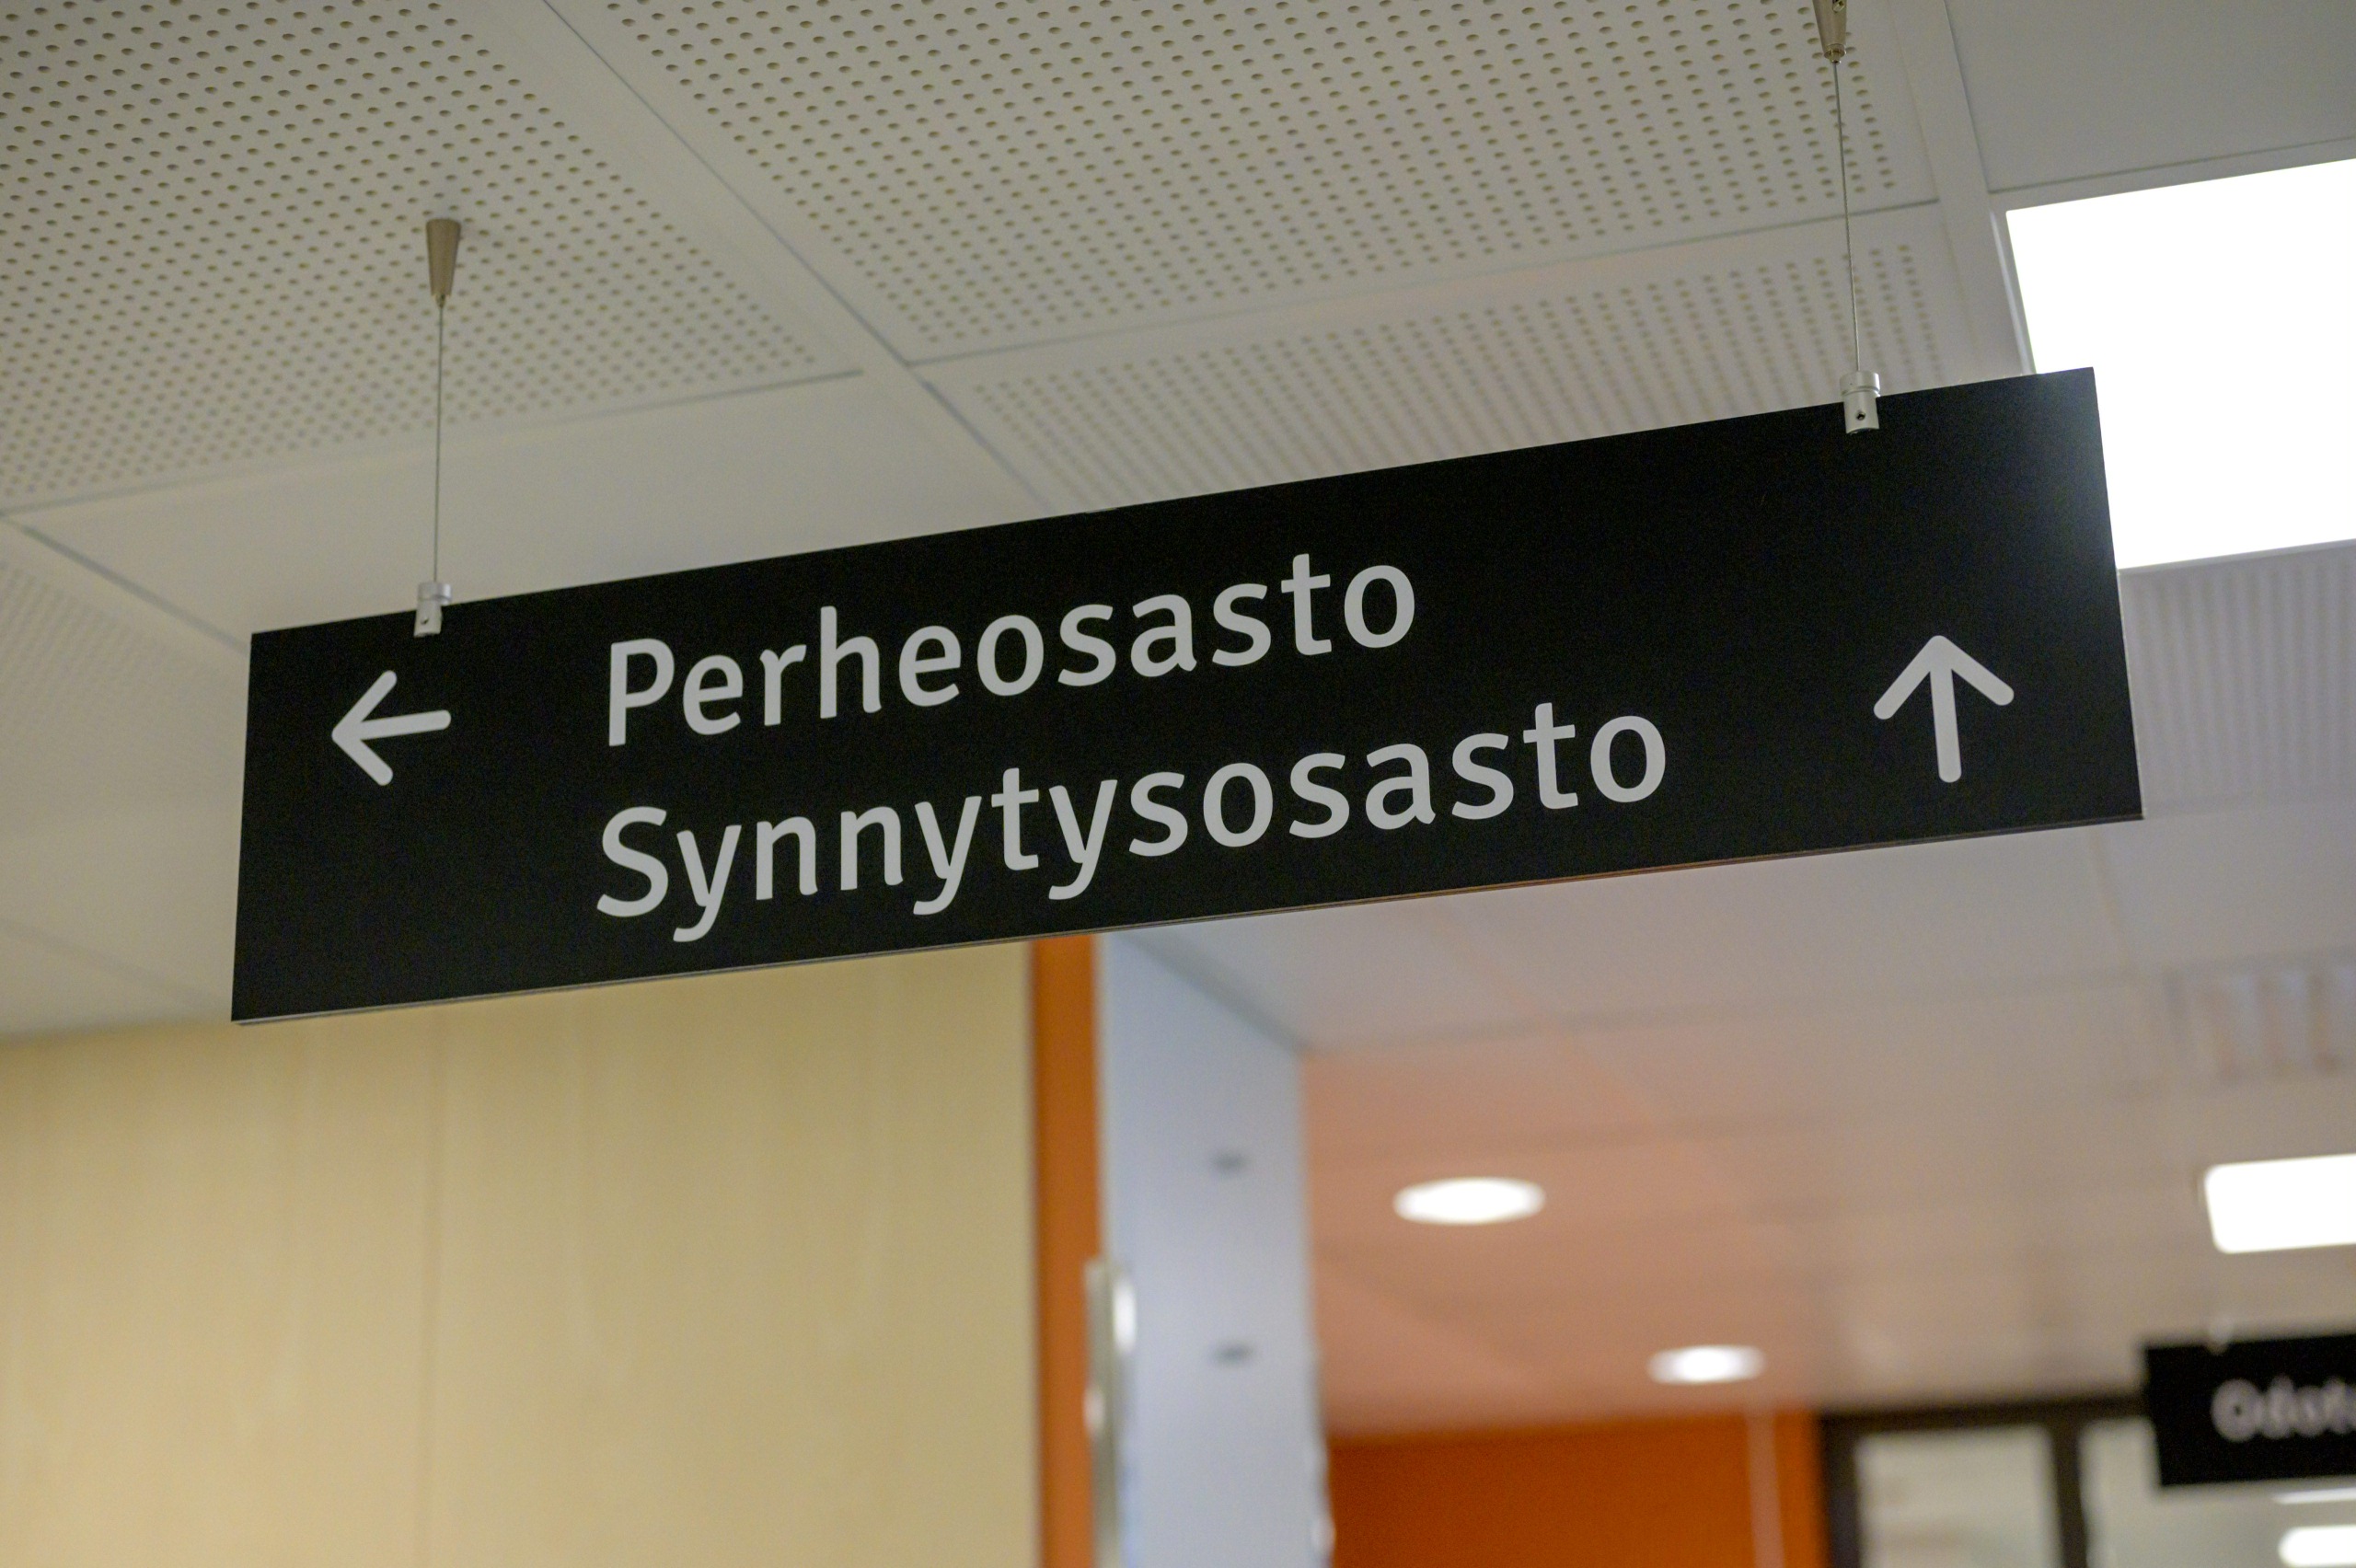 ← Perheosasto ↑
Synnytysosasto